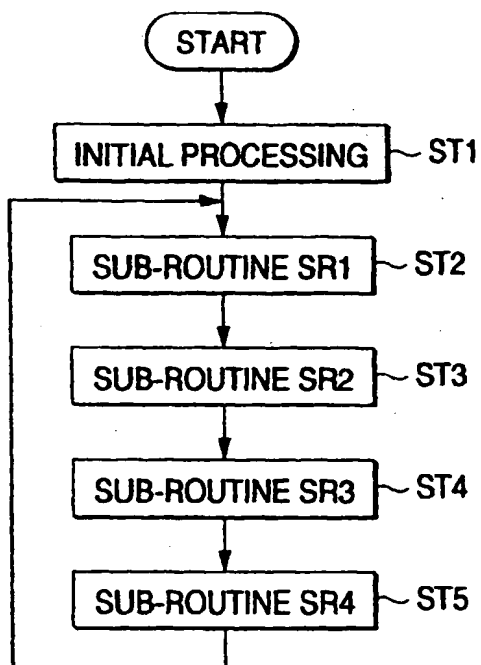 START
INITIAL PROCESSING ST1
SUB-ROUTINE SR1 ST2
SUB-ROUTINE SR2 ST3
SUB-ROUTINE SR3 ST4
SUB-ROUTINE SR4 ST5